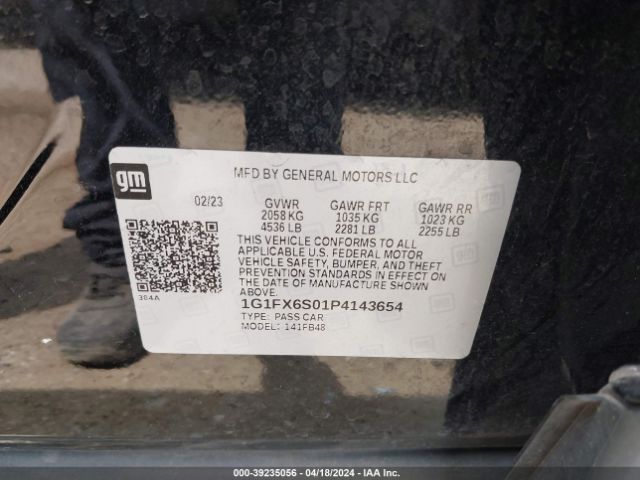 gm
MFD BY GENERAL MOTORS LLC
02/23 GVWR GAWR FRT GAWR RR
2058 KG 1035 KG 1023 KG
4536 LB 2281 LB 2255 LB
THIS VEHICLE CONFORMS TO ALL
APPLICABLE U.S. FEDERAL MOTOR
VEHICLE SAFETY, BUMPER, AND THEFT
PREVENTION STANDARDS IN EFFECT ON
THE DATE OF MANUFACTURE SHOWN
ABOVE.
384A
1G1FX6S01P4143654
TYPE: PASS CAR
MODEL: 141FB48
000-39235056 - 04/18/2024 - IAA Inc.